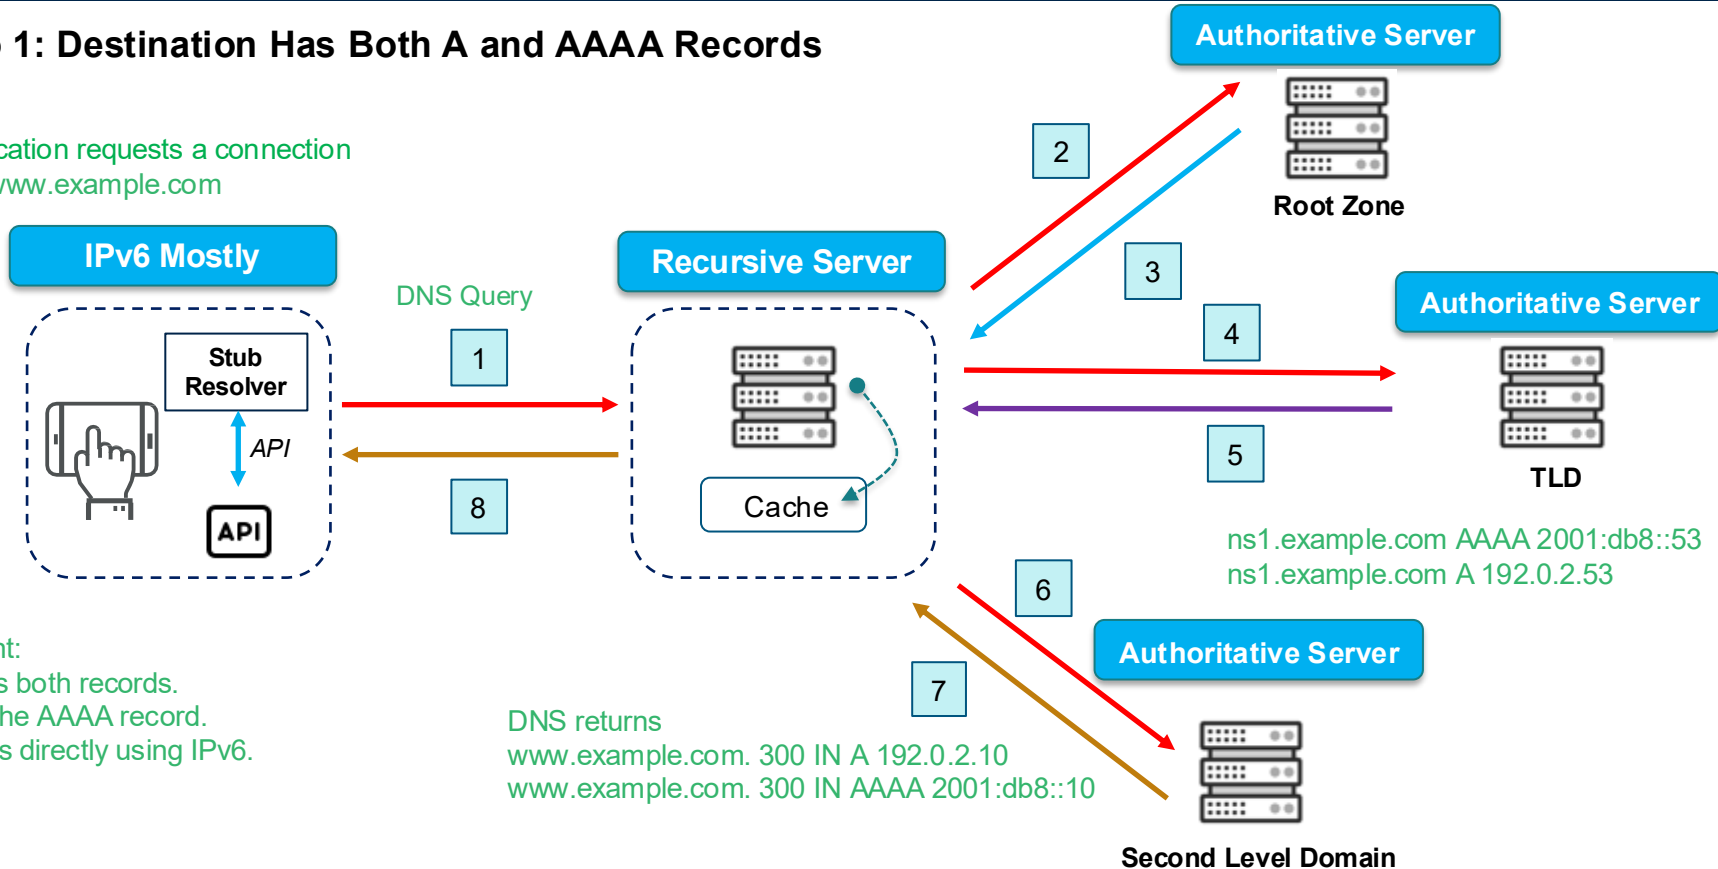 1: Destination Has Both A and AAAA Records
Authoritative Server
Root Zone
requests a connection
www.example.com
IPv6 Mostly
Stub
Resolver
API
API
DNS Query
1
8
Recursive Server
Cache
2
3
4
5
Authoritative Server
TLD
ns1.example.com AAAA 2001:db8::53
ns1.example.com A 192.0.2.53
6
7
Authoritative Server
Second Level Domain
both records.
the AAAA record.
directly using IPv6.
DNS returns
www.example.com. 300 IN A 192.0.2.10
www.example.com. 300 IN AAAA 2001:db8::10